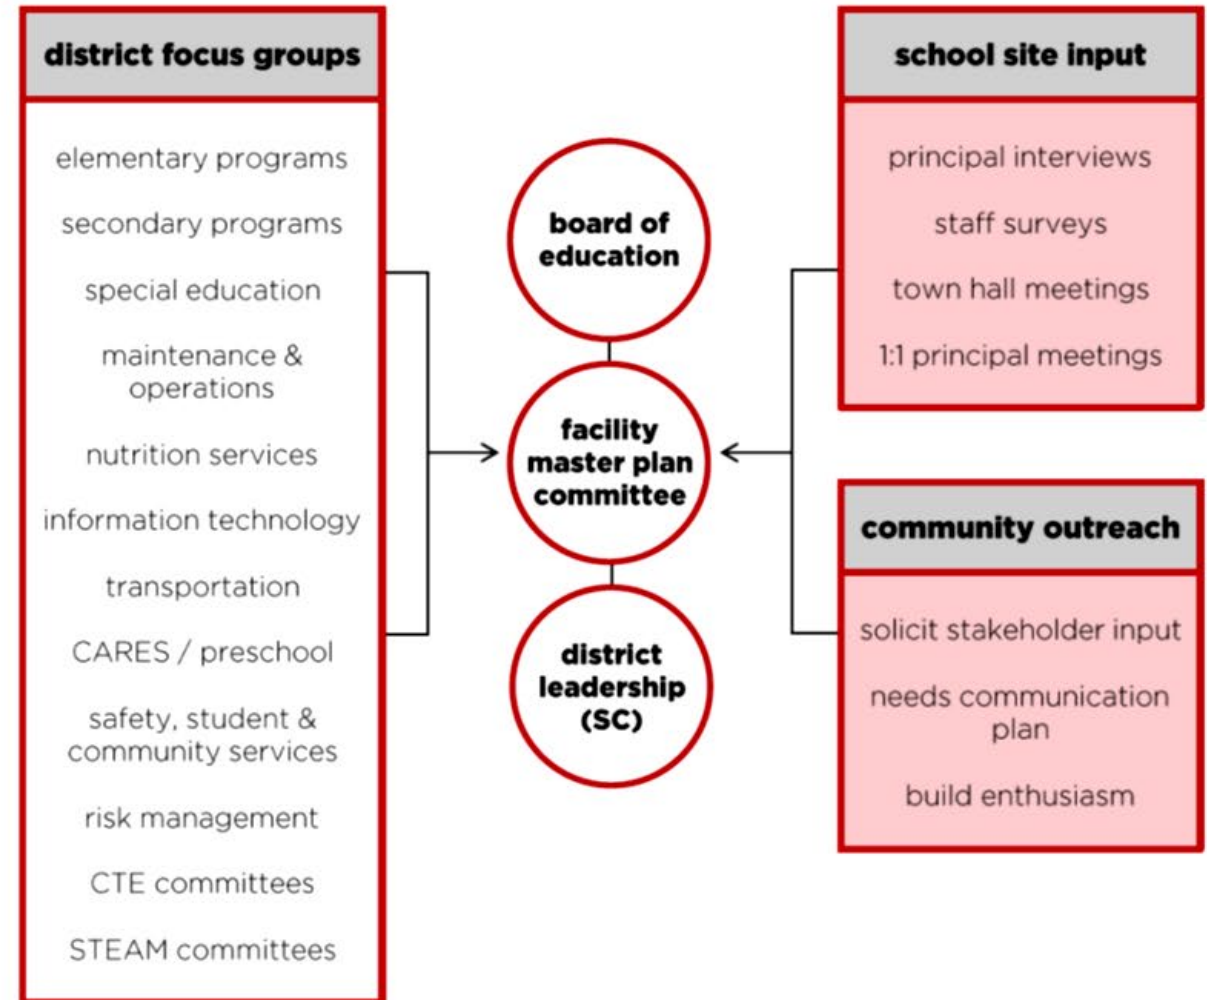 district focus groups
elementary programs
secondary programs
special education
maintenance &
operations
nutrition services
information technology
transportation
CARES / preschool
safety, student &
community services
risk management
CTE committees
STEAM committees
board of
education
facility
master plan
committee
district
leadership
(SC)
school site input
principal interviews
staff surveys
town hall meetings
1:1 principal meetings
community outreach
solicit stakeholder input
needs communication
plan
build enthusiasm